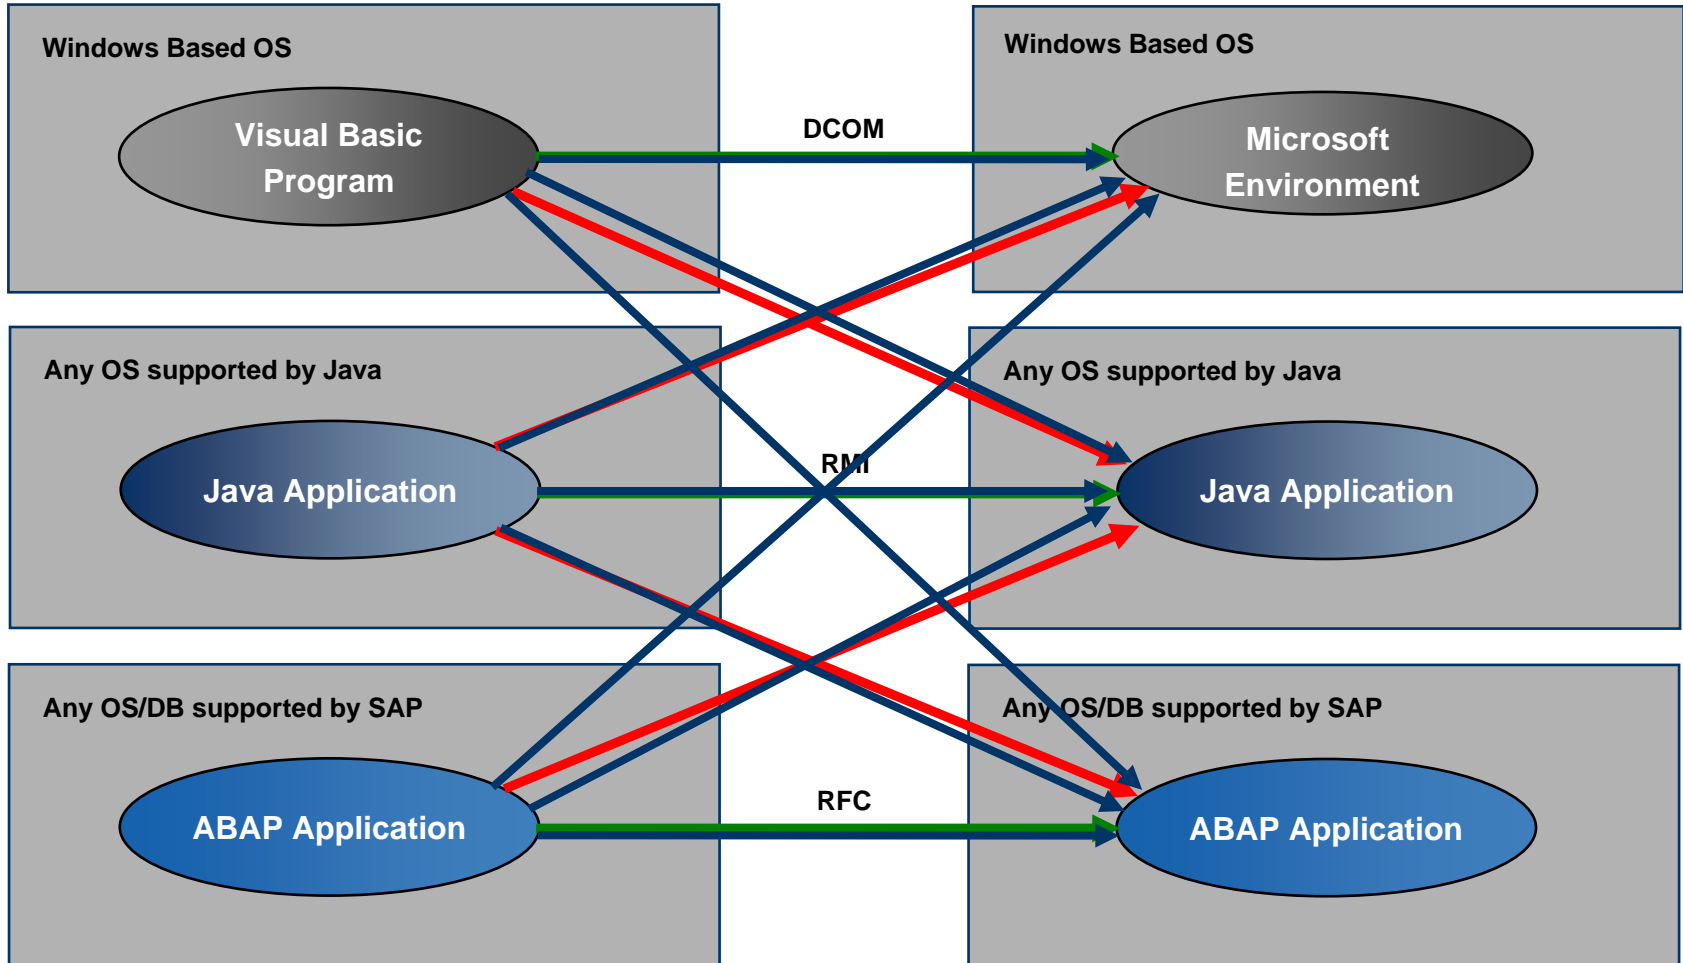 Windows Based OS
Windows Based OS
Visual Basic
Program
DCOM
Microsoft
Environment
Any OS supported by Java
Any OS supported by Java
Java Application
RMI
Java Application
Any OS/DB supported by SAP
Any OS/DB supported by SAP
ABAP Application
RFC
ABAP Application